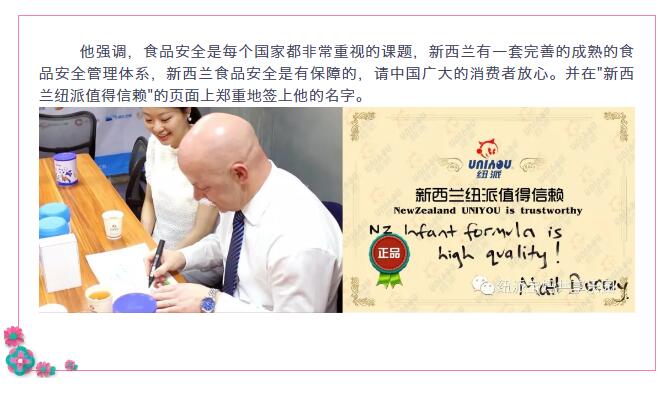 他强调，食品安全是每个国家都非常重视的课题，新西兰有一套完善的成熟的食
品安全管理体系，新西兰食品安全是有保障的，请中国广大的消费者放心。并在"新西
兰纽派值得信赖"的页面上郑重地签上他的名字。
UNIYOU
纽派
新西兰纽派值得信赖
NewZealand UNIYOU is trustworthy
NZ Infant formula is
high quality!
正品